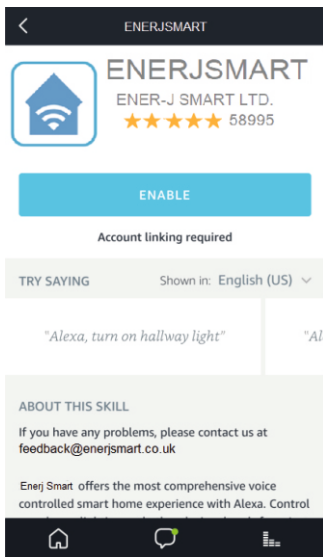 ENERJSMART
ENERJSMART
ENER-J SMART LTD.
58995
ENABLE
Account linking required
TRY SAYING Shown in: English (US)
"Alexa, turn on hallway light" "Al
ABOUT THIS SKILL
If you have any problems, please contact us at
feedback@enerjsmart.co.uk
Enerj Smart offers the most comprehensive voice
controlled smart home experience with Alexa. Control